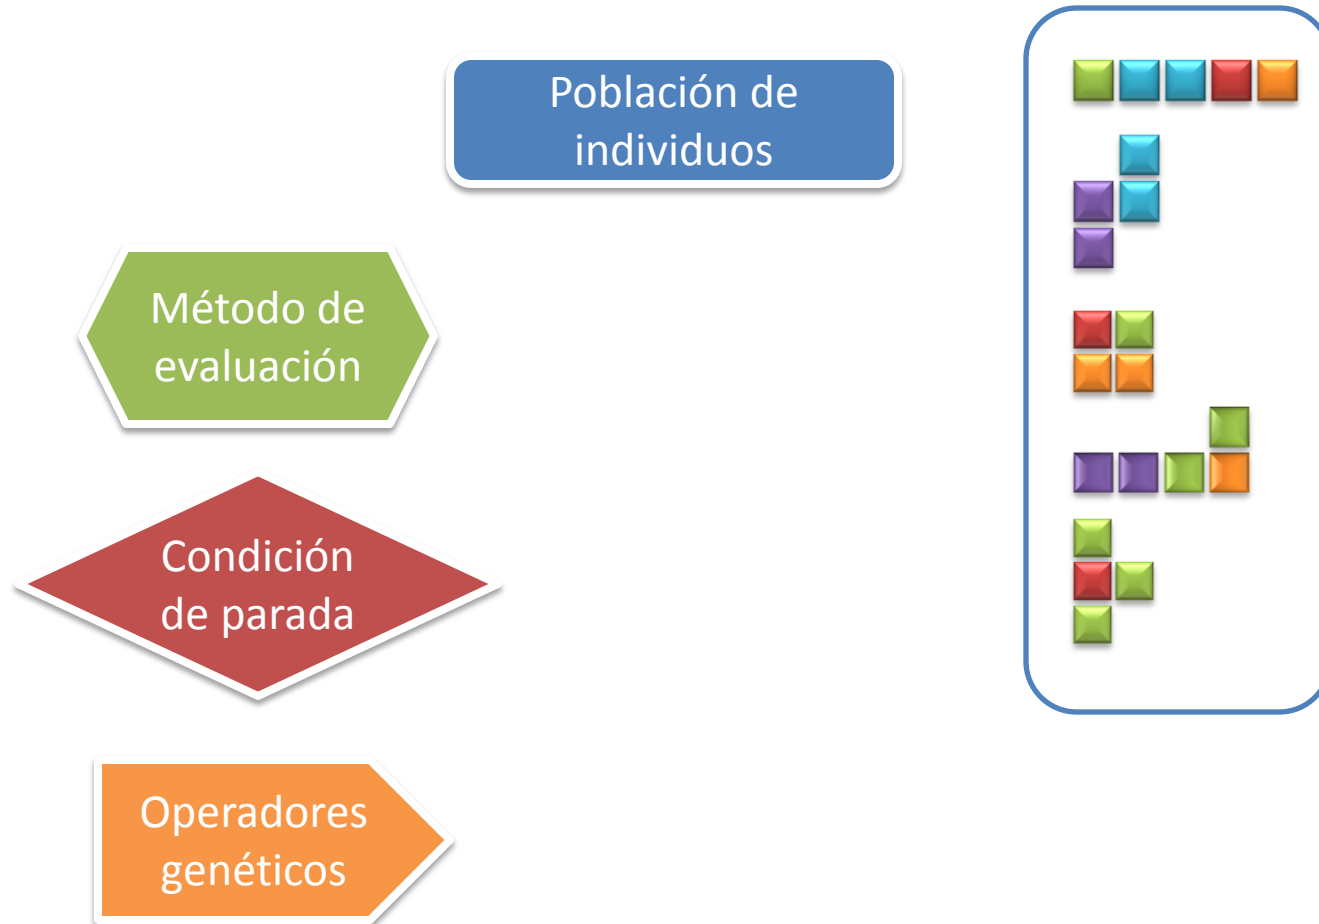 Población de
individuos
Método de
evaluación
Condición
de parada
Operadores
genéticos